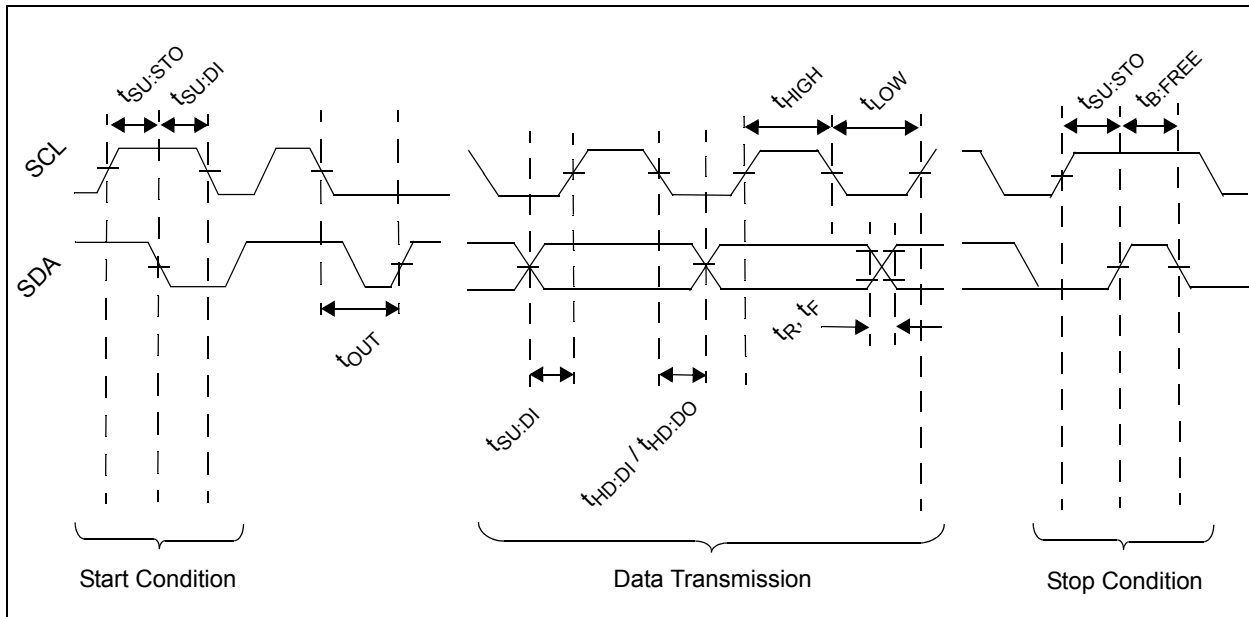 tSU:STO
tSU:DI
tHIGH
tLOW
tSU:STO
tB:FREE
SCL
SDA
tOUT
tR, tF
tSU:DI
tHD:DI / tHD:DO
Start Condition
Data Transmission
Stop Condition